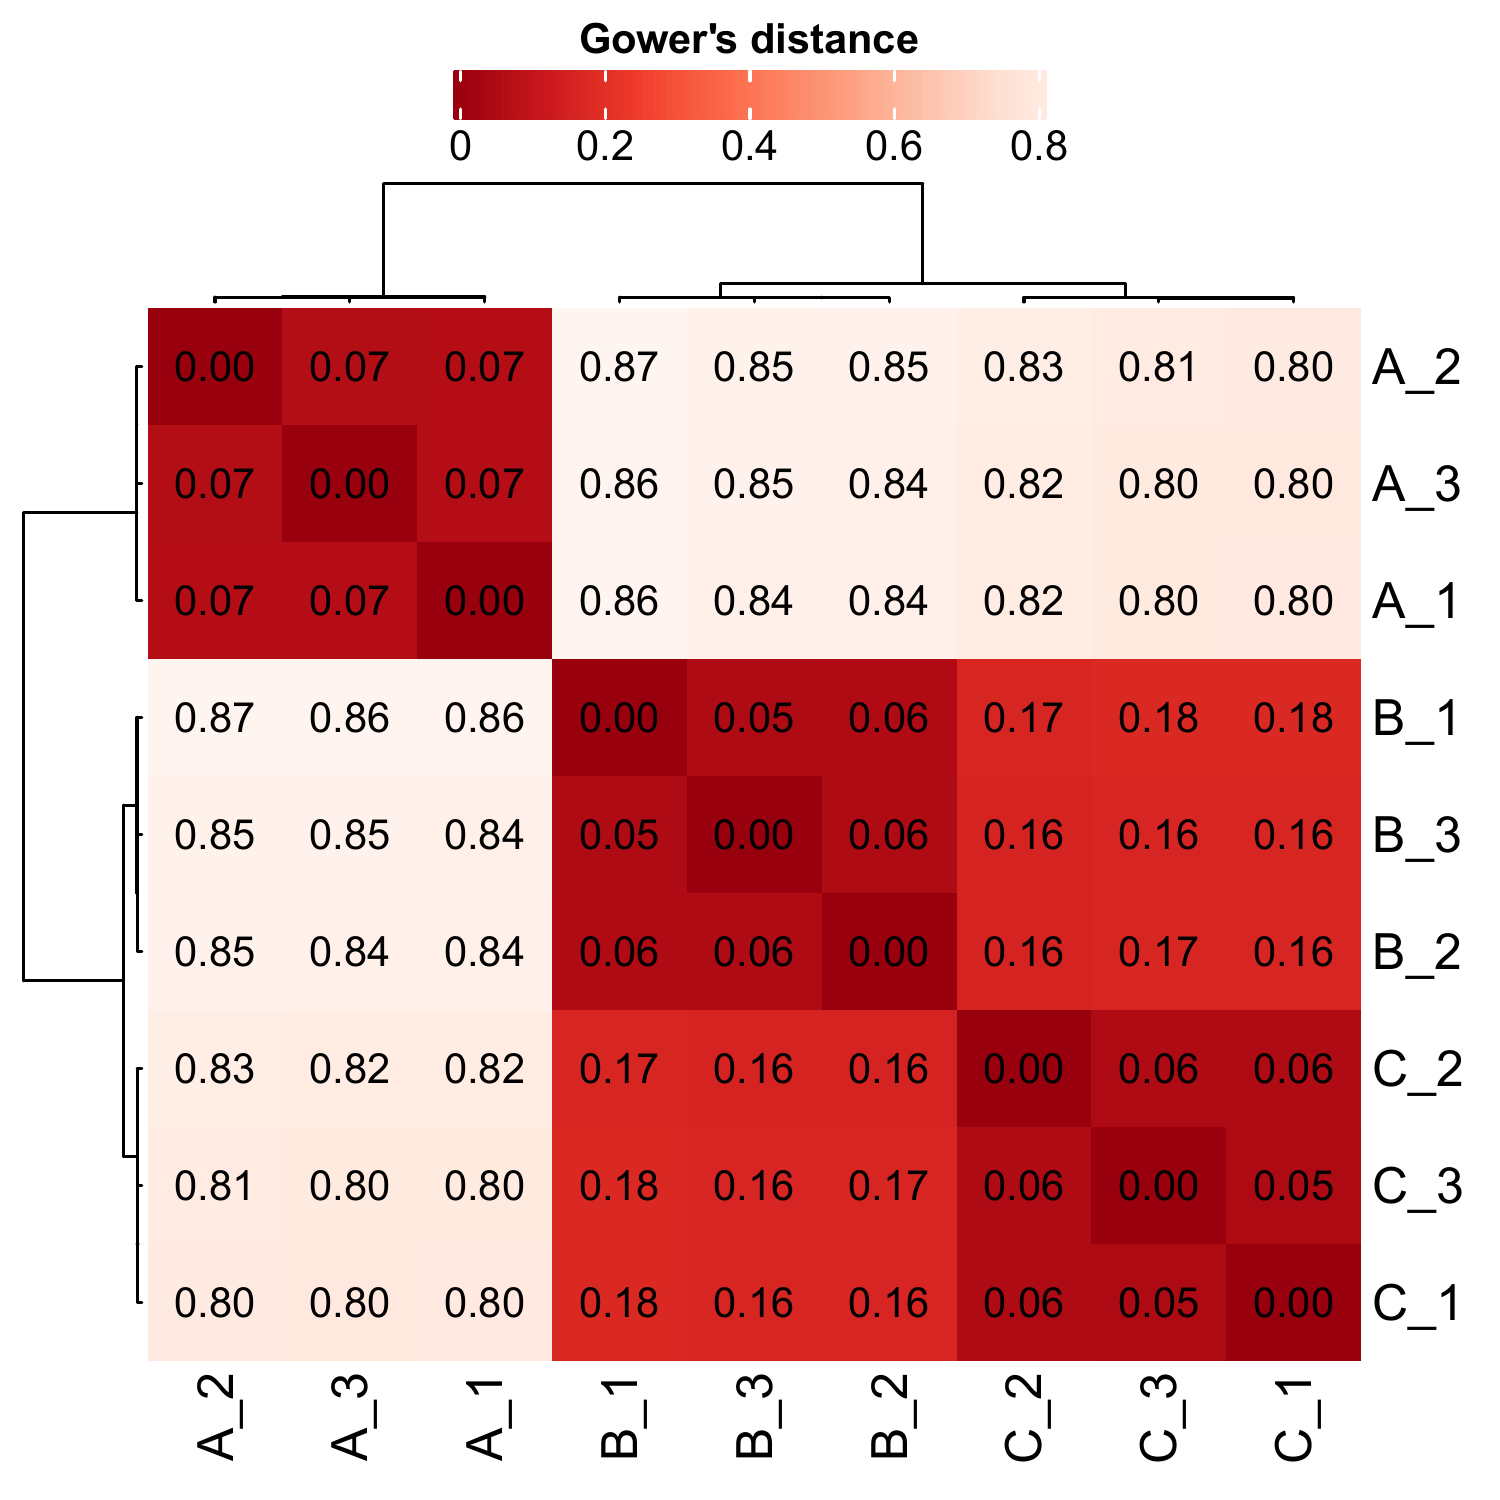 Gower's distance
0 0.2 0.4 0.6 0.8
0.00 0.07 0.07 0.87 0.85 0.85 0.83 0.81 0.80 A_2
0.07 0.00 0.07 0.86 0.85 0.84 0.82 0.80 0.80 A_3
0.07 0.07 0.00 0.86 0.84 0.84 0.82 0.80 0.80 A_1
0.87 0.86 0.86 0.00 0.05 0.06 0.17 0.18 0.18 B_1
0.85 0.85 0.84 0.05 0.00 0.06 0.16 0.16 0.16 B_3
0.85 0.84 0.84 0.06 0.06 0.00 0.16 0.17 0.16 B_2
0.83 0.82 0.82 0.17 0.16 0.16 0.00 0.06 0.06 C_2
0.81 0.80 0.80 0.18 0.16 0.17 0.06 0.00 0.05 C_3
0.80 0.80 0.80 0.18 0.16 0.16 0.06 0.05 0.00 C_1
A_2 A_3 A_1 B_1 B_3 B_2 C_2 C_3 C_1